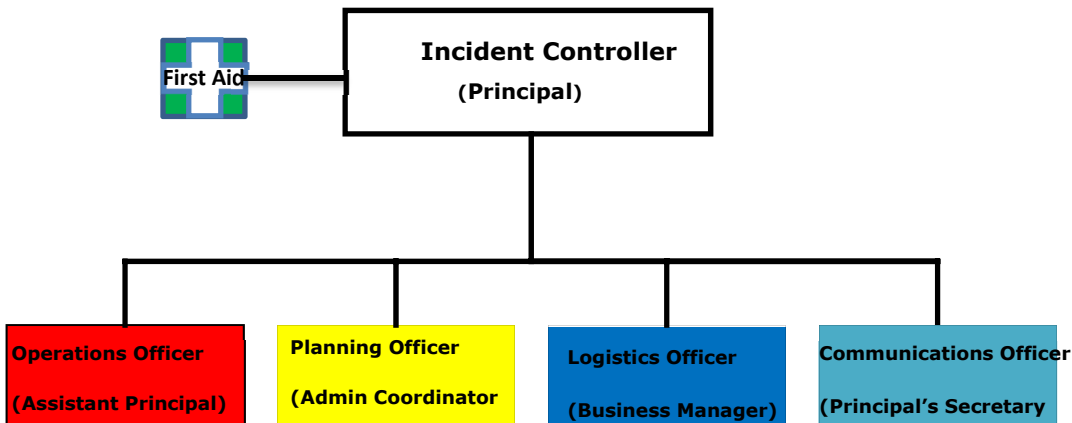 Incident Controller
(Principal)
First Aid
Operations Officer
(Assistant Principal)
Planning Officer
(Admin Coordinator
Logistics Officer
(Business Manager)
Communications Officer
(Principal’s Secretary